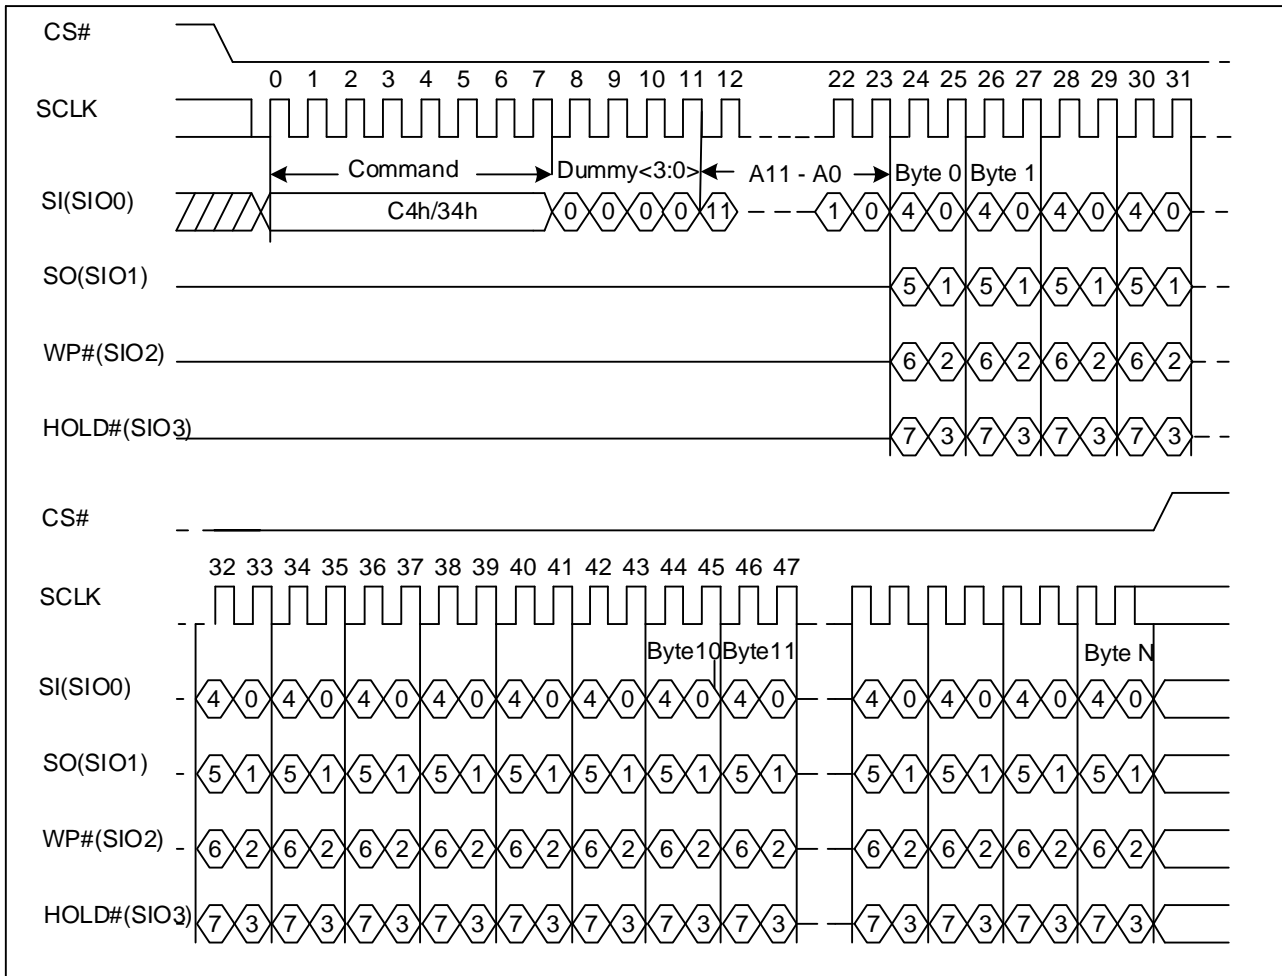 CS#
0 1 2 3 4 5 6 7 8 9 10 11 12 22 23 24 25 26 27 28 29 30 31
SCLK
Command Dummy<3:0> A11 - A0 Byte 0 Byte 1
SI(SIO0) C4h/34h 0 0 0 0 11 1 0 4 0 4 0 4 0 4 0
SO(SIO1) 5 1 5 1 5 1 5 1
WP#(SIO2) 6 2 6 2 6 2 6 2
HOLD#(SIO3) 7 3 7 3 7 3 7 3
CS#
32 33 34 35 36 37 38 39 40 41 42 43 44 45 46 47
SCLK
Byte10 Byte11 Byte N
SI(SIO0) 4 0 4 0 4 0 4 0 4 0 4 0 4 0 4 0 4 0 4 0 4 0 4 0
SO(SIO1) 5 1 5 1 5 1 5 1 5 1 5 1 5 1 5 1 5 1 5 1 5 1 5 1
WP#(SIO2) 6 2 6 2 6 2 6 2 6 2 6 2 6 2 6 2 6 2 6 2 6 2 6 2
HOLD#(SIO3) 7 3 7 3 7 3 7 3 7 3 7 3 7 3 7 3 7 3 7 3 7 3 7 3